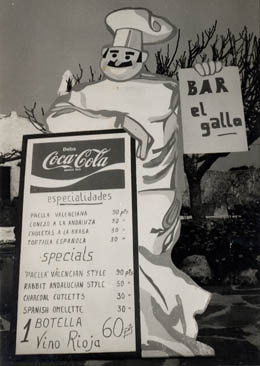 BAR
el
gallo
Beba
Coca-Cola
especialidades
PAELLA VALENCIANA 90 pts
CONEJO A LA ANDALUZA 50 -
CHULETAS A LA BRASA 30 -
TORTILLA ESPAÑOLA 30 -
specials
PAELLA VALENCIAN STYLE 90 pts
RABBIT ANDALUCIAN STYLE 50 -
CHARCOAL CUTLETTS 30 -
SPANISH OMELETTE 30 -
1 BOTELLA
Vino Rioja 60 pts